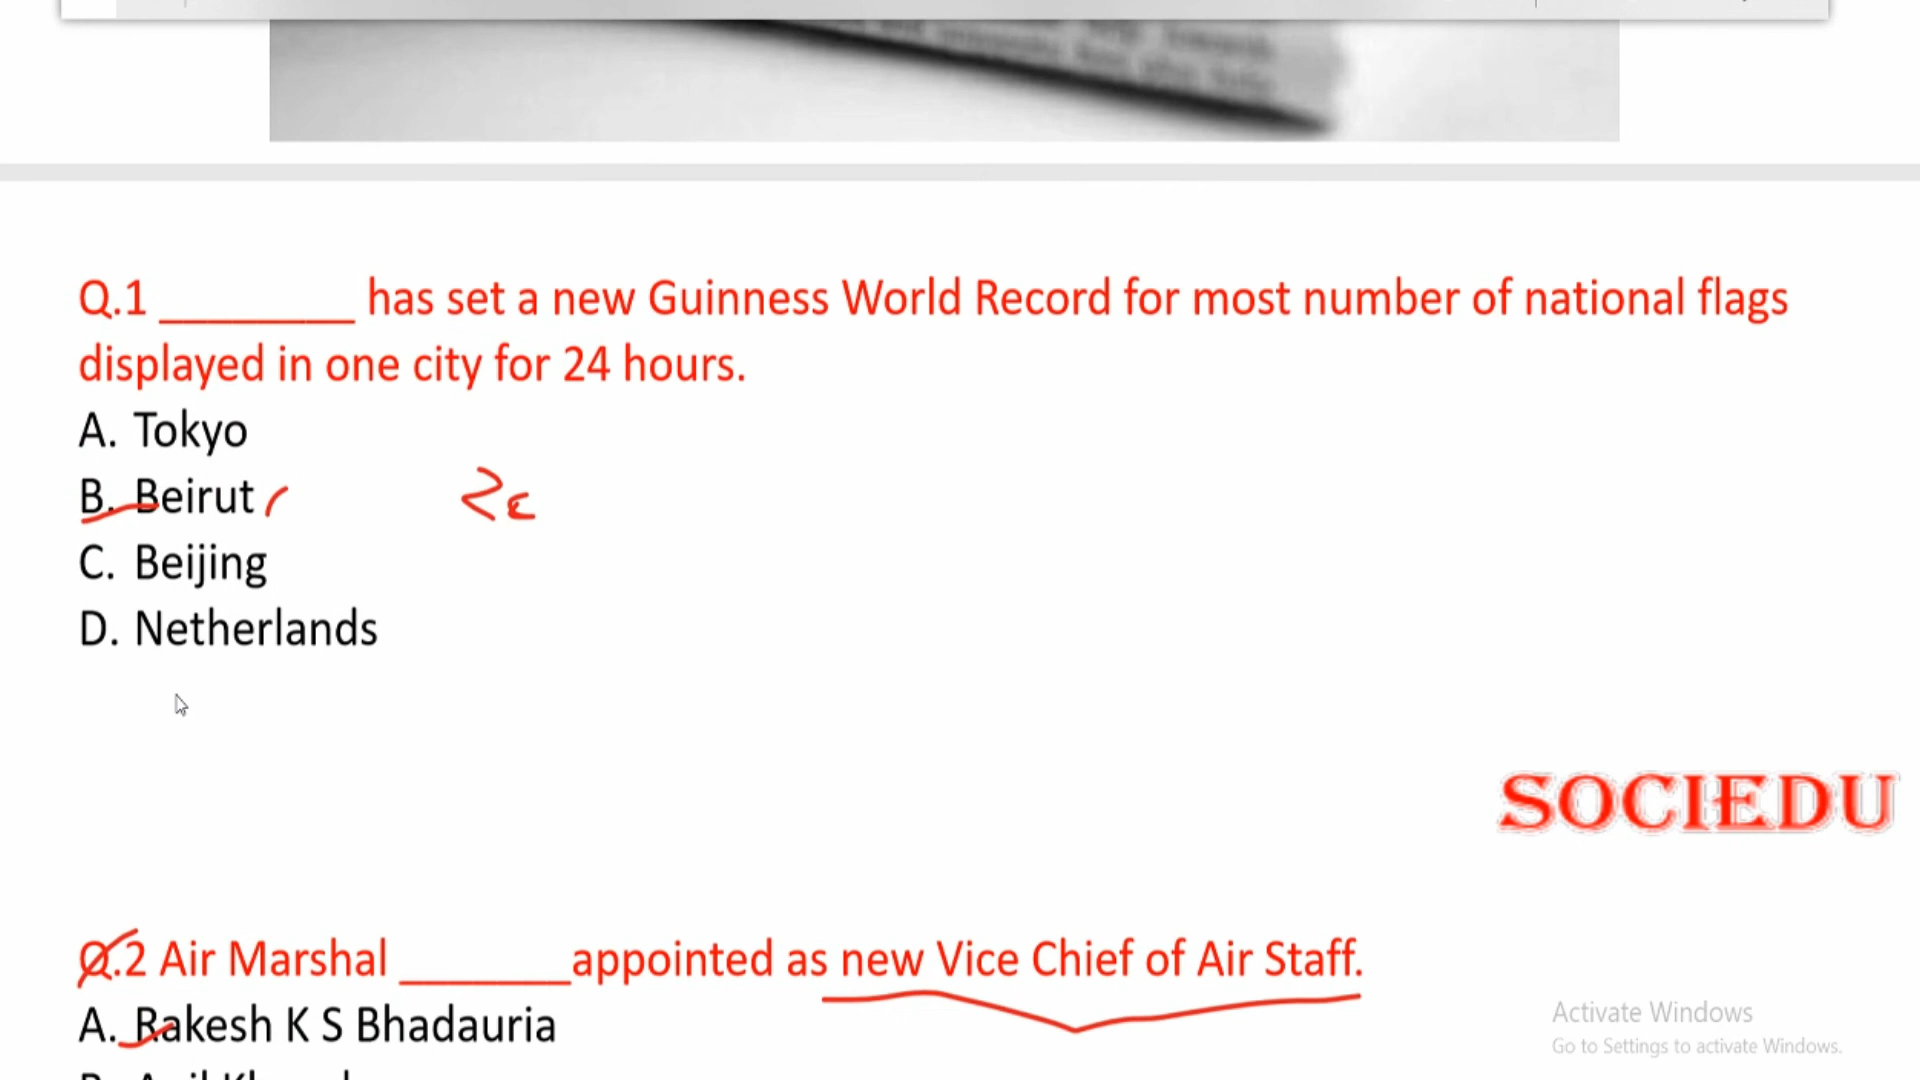 Q.1 ________ has set a new Guinness World Record for most number of national flags
displayed in one city for 24 hours.
A. Tokyo
B. Beirut
C. Beijing
D. Netherlands
SOCIEDU
Q.2 Air Marshal _______appointed as new Vice Chief of Air Staff.
A. Rakesh K S Bhadauria
Activate Windows
Go to Settings to activate Windows.